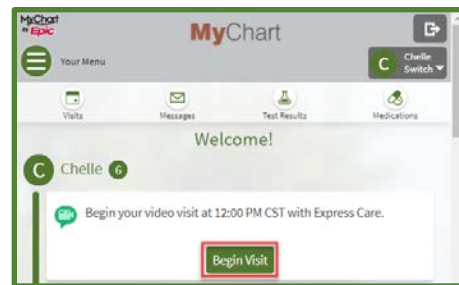 MyChart
by Epic
MyChart
Your Menu
C
Chelle
Switch
Visits
Messages
Test Results
Medications
Welcome!
C
Chelle 6
Begin your video visit at 12:00 PM CST with Express Care.
Begin Visit